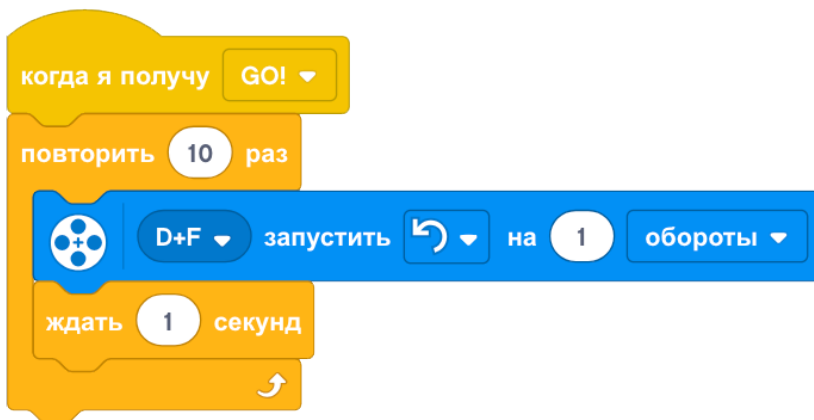 когда я получу GO!
повторить 10 раз
D+F запустить на 1 обороты
ждать 1 секунд